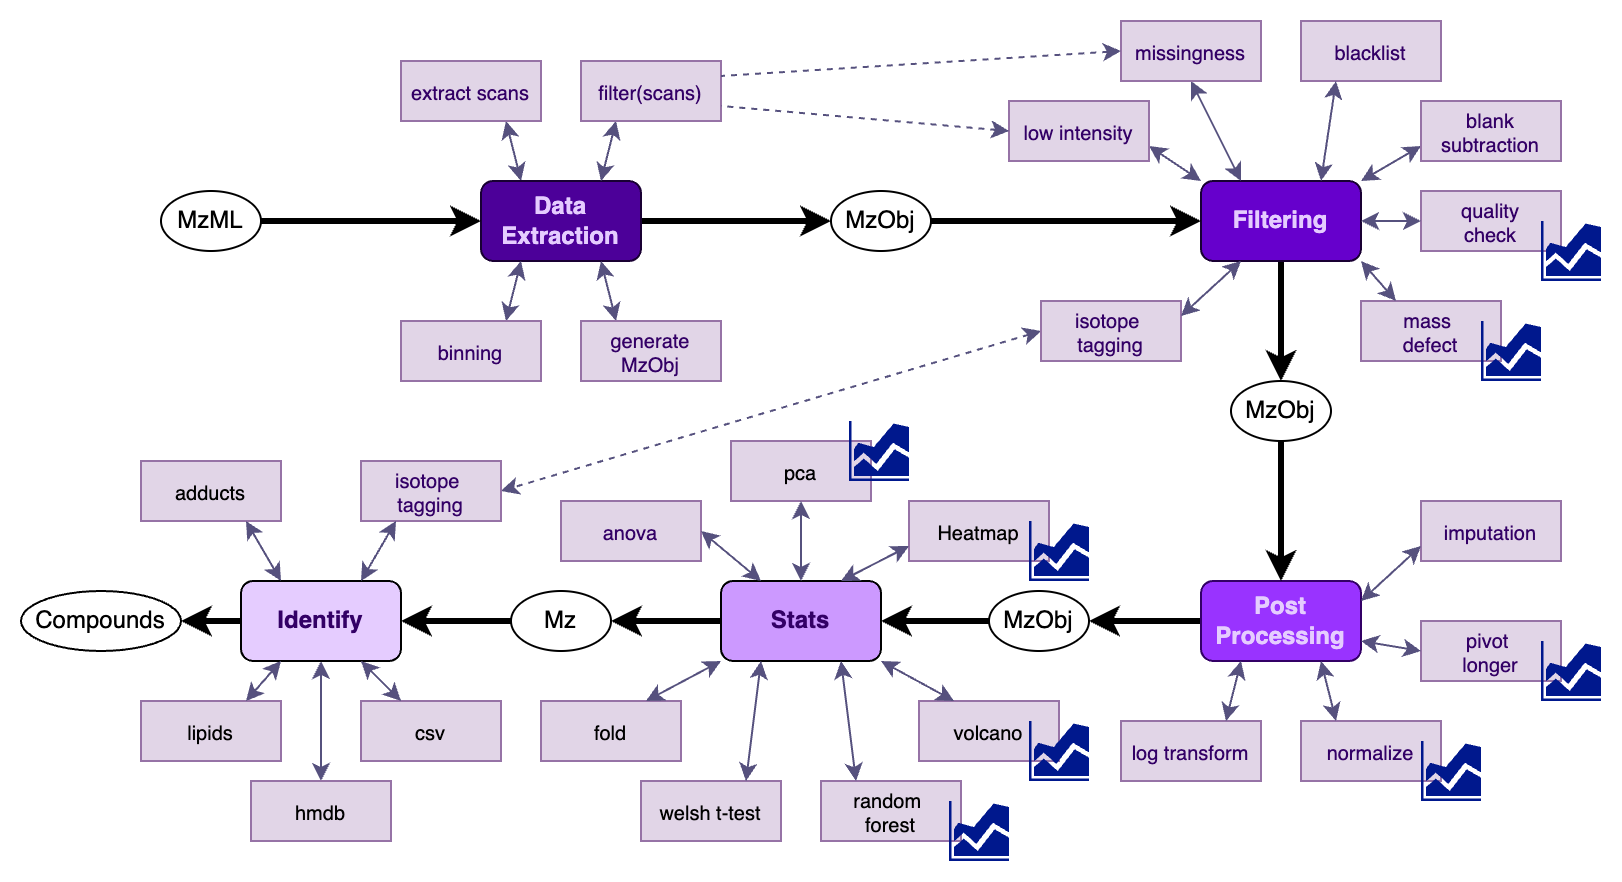 missingness
blacklist
extract scans
filter(scans)
low intensity
blank
subtraction
MzML
Data
Extraction
MzObj
Filtering
quality
check
binning
generate
MzObj
isotope
tagging
mass
defect
MzObj
adducts
isotope
tagging
pca
anova
Heatmap
imputation
Compounds
Identify
Mz
Stats
MzObj
Post
Processing
pivot
longer
lipids
csv
fold
volcano
log transform
normalize
hmdb
welsh t-test
random
forest